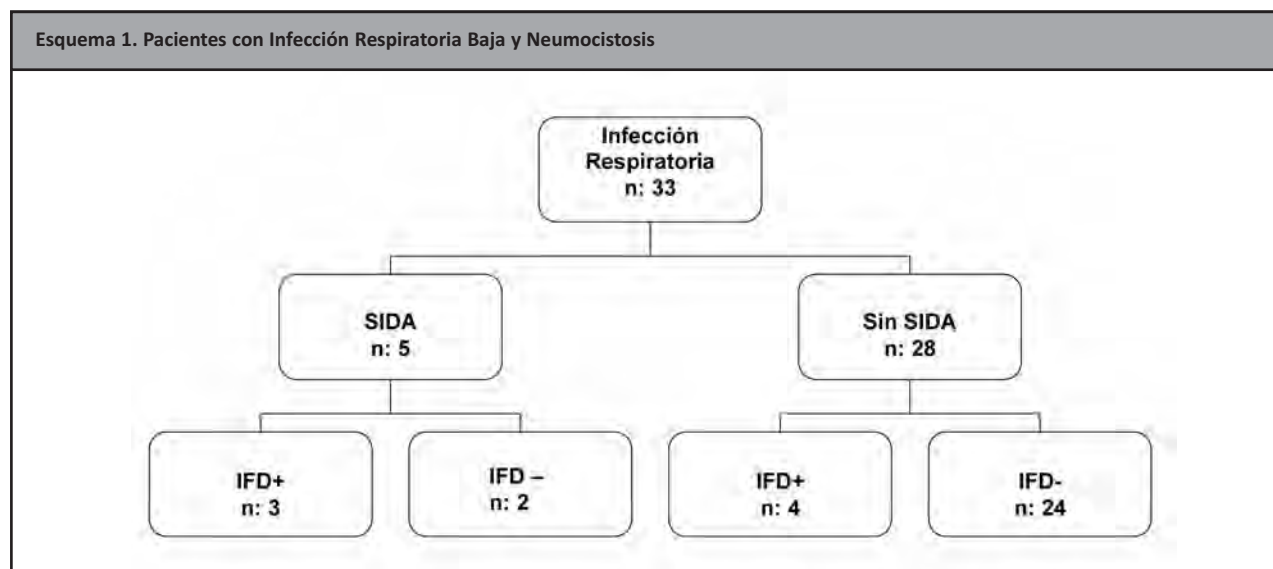 Esquema 1. Pacientes con Infección Respiratoria Baja y Neumocistosis
Infección
Respiratoria
n: 33
SIDA
n: 5
Sin SIDA
n: 28
IFD+
n: 3
IFD –
n: 2
IFD+
n: 4
IFD-
n: 24